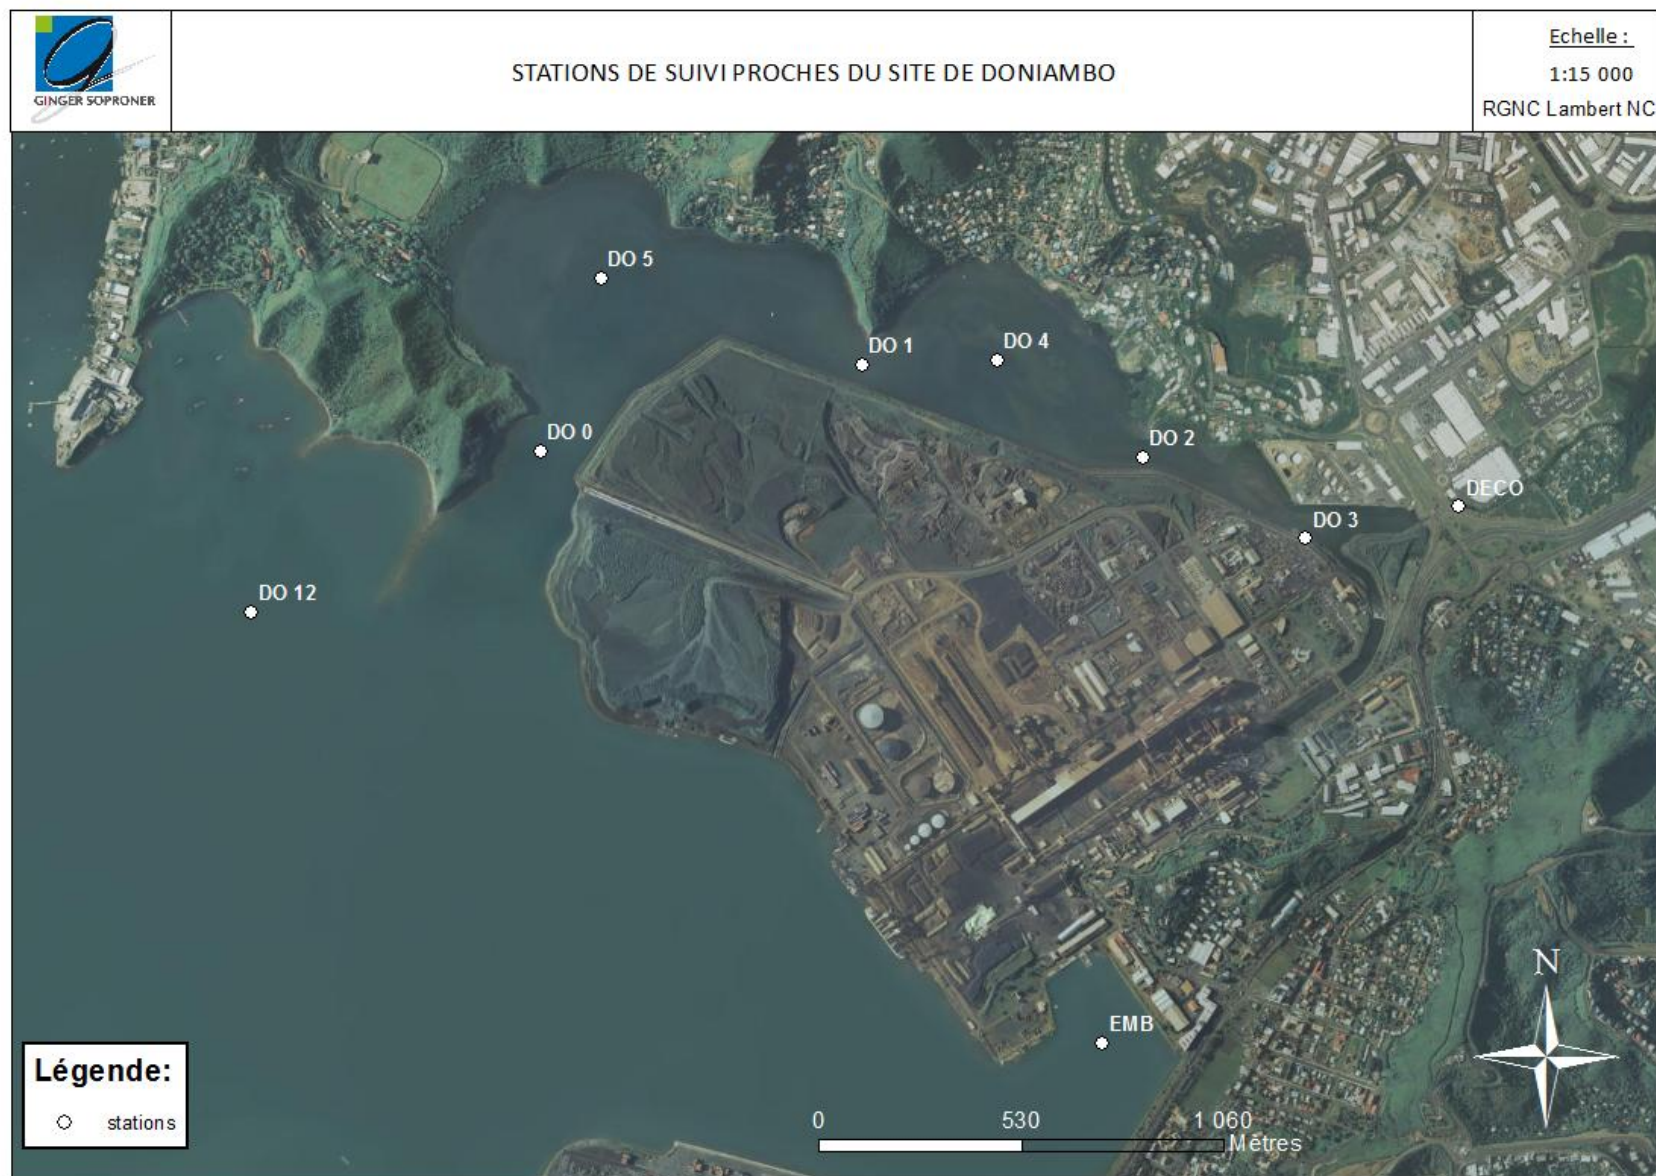 GINGER SOPRONER
STATIONS DE SUIVI PROCHES DU SITE DE DONIAMBO
Echelle :
1:15 000
RGNC Lambert NC
DO 5
DO 1
DO 4
DO 0
DO 2
DECO
DO 3
DO 12
N
EMB
Légende:
stations
0 530 1 060
Mètres